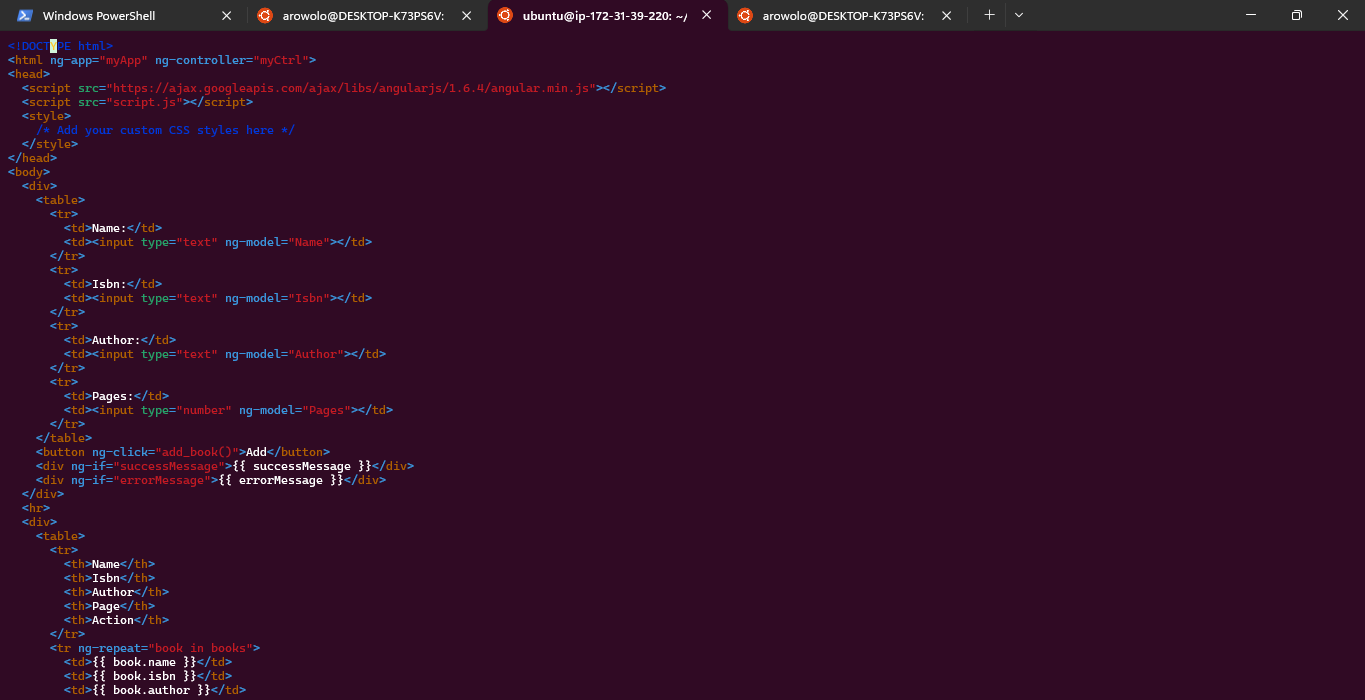 Windows PowerShell
arowolo@DESKTOP-K73PS6V:
ubuntu@ip-172-31-39-220: ~/
arowolo@DESKTOP-K73PS6V:
<!DOCTYPE html>
<html ng-app="myApp" ng-controller="myCtrl">
<head>
  <script src="https://ajax.googleapis.com/ajax/libs/angularjs/1.6.4/angular.min.js"></script>
  <script src="script.js"></script>
  <style>
    /* Add your custom CSS styles here */
  </style>
</head>
<body>
  <div>
    <table>
      <tr>
        <td>Name:</td>
        <td><input type="text" ng-model="Name"></td>
      </tr>
      <tr>
        <td>Isbn:</td>
        <td><input type="text" ng-model="Isbn"></td>
      </tr>
      <tr>
        <td>Author:</td>
        <td><input type="text" ng-model="Author"></td>
      </tr>
      <tr>
        <td>Pages:</td>
        <td><input type="number" ng-model="Pages"></td>
      </tr>
    </table>
    <button ng-click="add_book()">Add</button>
    <div ng-if="successMessage">{{ successMessage }}</div>
    <div ng-if="errorMessage">{{ errorMessage }}</div>
  </div>
  <hr>
  <div>
    <table>
      <tr>
        <th>Name</th>
        <th>Isbn</th>
        <th>Author</th>
        <th>Page</th>
        <th>Action</th>
      </tr>
      <tr ng-repeat="book in books">
        <td>{{ book.name }}</td>
        <td>{{ book.isbn }}</td>
        <td>{{ book.author }}</td>